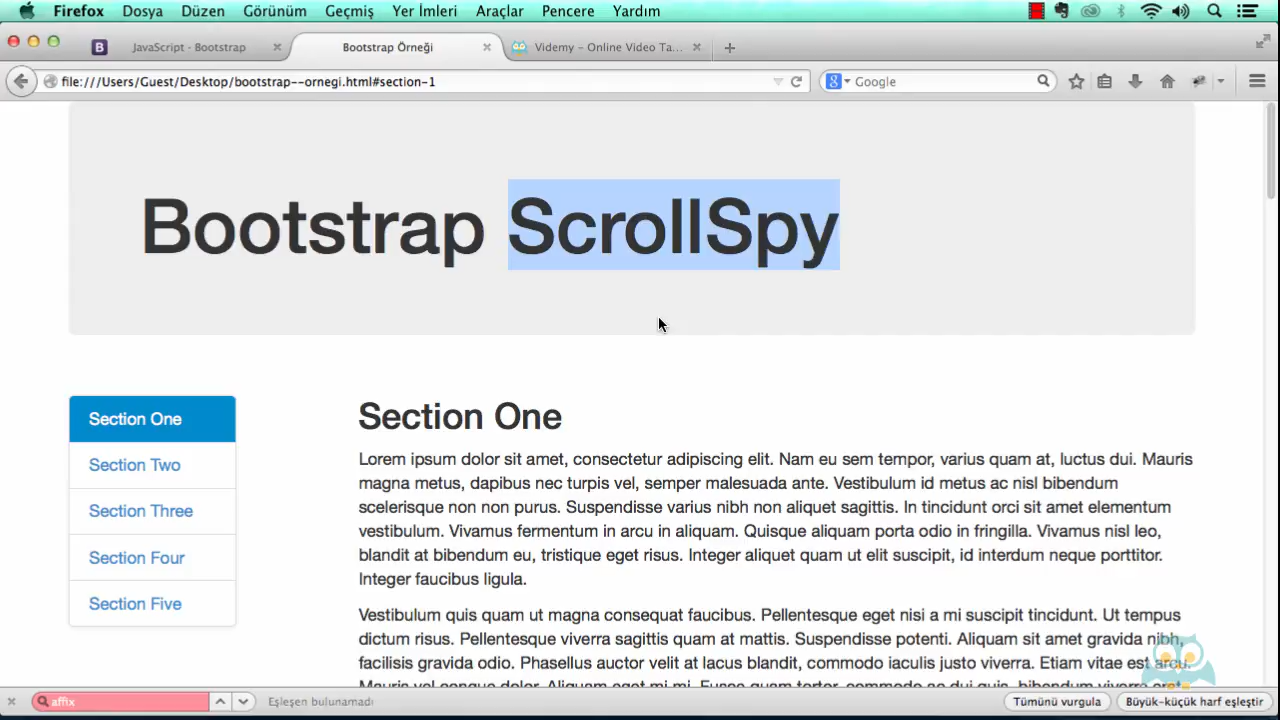 Firefox Dosya Düzen Görünüm Geçmiş Yer İmleri Araçlar Pencere Yardım
JavaScript - Bootstrap Bootstrap Örneği Videmy – Online Video Ta...
file:///Users/Guest/Desktop/bootstrap--ornegi.html#section-1 Google
Bootstrap ScrollSpy
Section One
Section Two
Section Three
Section Four
Section Five
Section One
Lorem ipsum dolor sit amet, consectetur adipiscing elit. Nam eu sem tempor, varius quam at, luctus dui. Mauris
magna metus, dapibus nec turpis vel, semper malesuada ante. Vestibulum id metus ac nisl bibendum
scelerisque non non purus. Suspendisse varius nibh non aliquet sagittis. In tincidunt orci sit amet elementum
vestibulum. Vivamus fermentum in arcu in aliquam. Quisque aliquam porta odio in fringilla. Vivamus nisl leo,
blandit at bibendum eu, tristique eget risus. Integer aliquet quam ut elit suscipit, id interdum neque porttitor.
Integer faucibus ligula.
Vestibulum quis quam ut magna consequat faucibus. Pellentesque eget nisi a mi suscipit tincidunt. Ut tempus
dictum risus. Pellentesque viverra sagittis quam at mattis. Suspendisse potenti. Aliquam sit amet gravida nibh,
facilisis gravida odio. Phasellus auctor velit at lacus blandit, commodo iaculis justo viverra. Etiam vitae est arcu.
affix Eşleşen bulunamadı Tümünü vurgula Büyük-küçük harf eşleştir